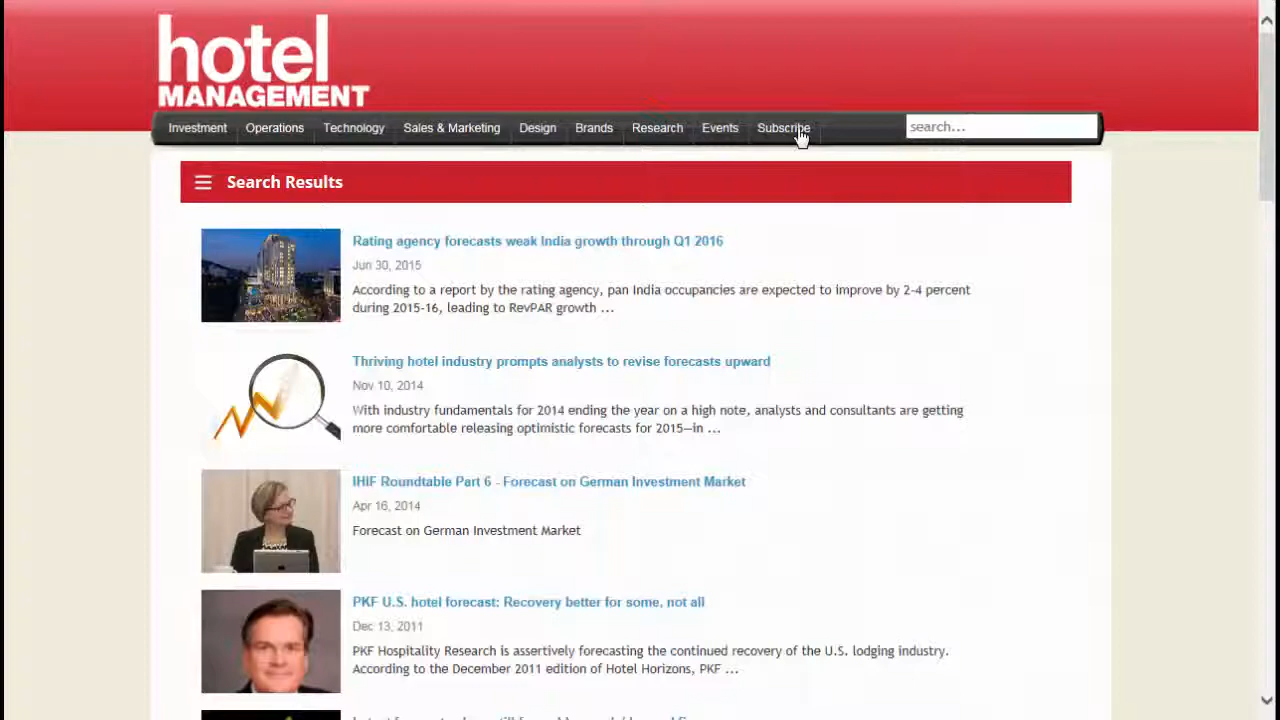 hotel
MANAGEMENT
Investment Operations Technology Sales & Marketing Design Brands Research Events Subscribe search...
Search Results
Rating agency forecasts weak India growth through Q1 2016
Jun 30, 2015
According to a report by the rating agency, pan India occupancies are expected to improve by 2-4 percent
during 2015-16, leading to RevPAR growth ...
Thriving hotel industry prompts analysts to revise forecasts upward
Nov 10, 2014
With industry fundamentals for 2014 ending the year on a high note, analysts and consultants are getting
more comfortable releasing optimistic forecasts for 2015—in ...
IHIF Roundtable Part 6 - Forecast on German Investment Market
Apr 16, 2014
Forecast on German Investment Market
PKF U.S. hotel forecast: Recovery better for some, not all
Dec 13, 2011
PKF Hospitality Research is assertively forecasting the continued recovery of the U.S. lodging industry.
According to the December 2011 edition of Hotel Horizons, PKF ...